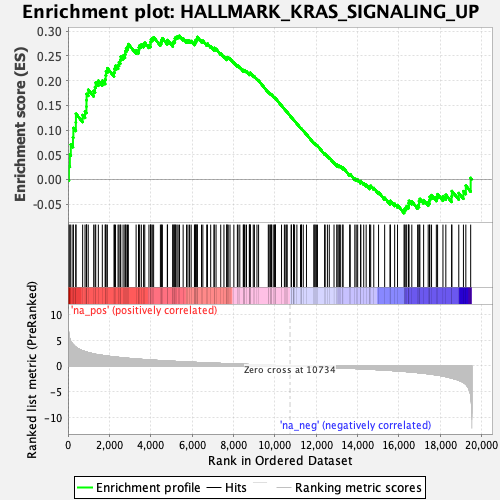 Enrichment plot: HALLMARK_KRAS_SIGNALING_UP
Enrichment score (ES)
0.30
0.25
0.20
0.15
0.10
0.05
0.00
-0.05
'na_pos' (positively correlated)
Ranked list metric (PreRanked)
10
5
0
-5
-10
Zero cross at 10734
'na_neg' (negatively correlated)
0 2,000 4,000 6,000 8,000 10,000 12,000 14,000 16,000 18,000 20,000
Rank in Ordered Dataset
Enrichment profile Hits Ranking metric scores